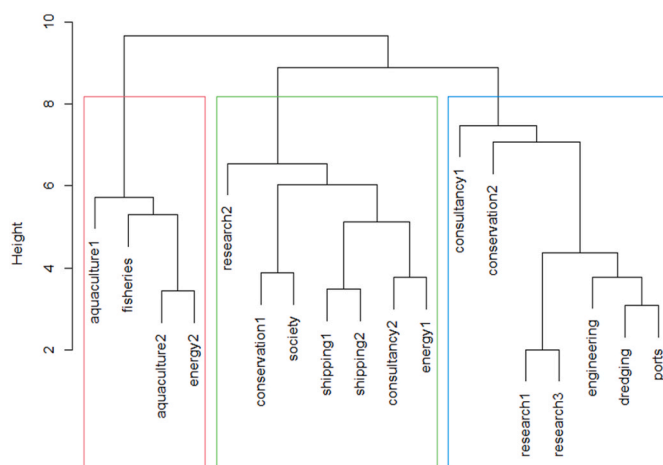 10
8
6
4
2
Height
aquaculture1
fisheries
aquaculture2
energy2
research2
conservation1
society
shipping1
shipping2
consultancy2
energy1
consultancy1
conservation2
research1
research3
engineering
dredging
ports